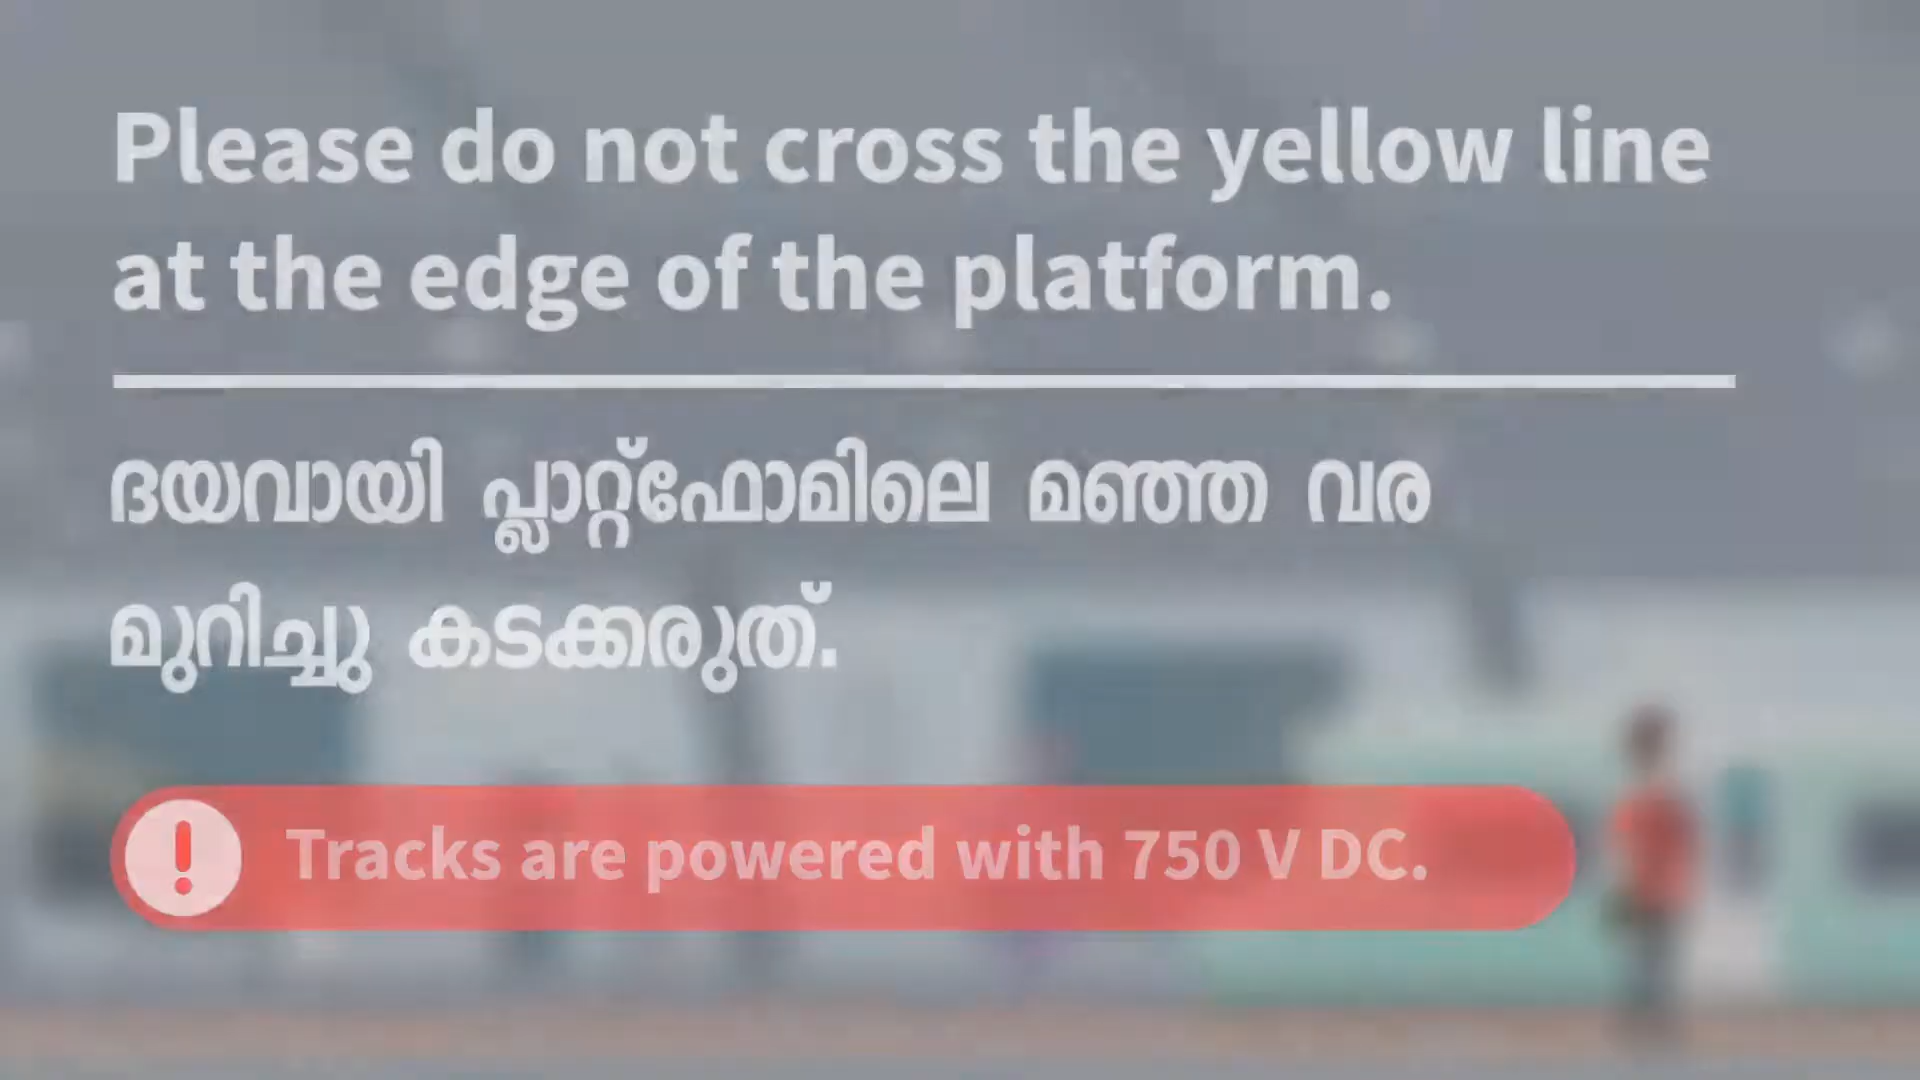 Please do not cross the yellow line
at the edge of the platform.
ദയവായി പ്ലാറ്റ്ഫോമിലെ മഞ്ഞ വര
മുറിച്ചു കടക്കരുത്.
! Tracks are powered with 750 V DC.